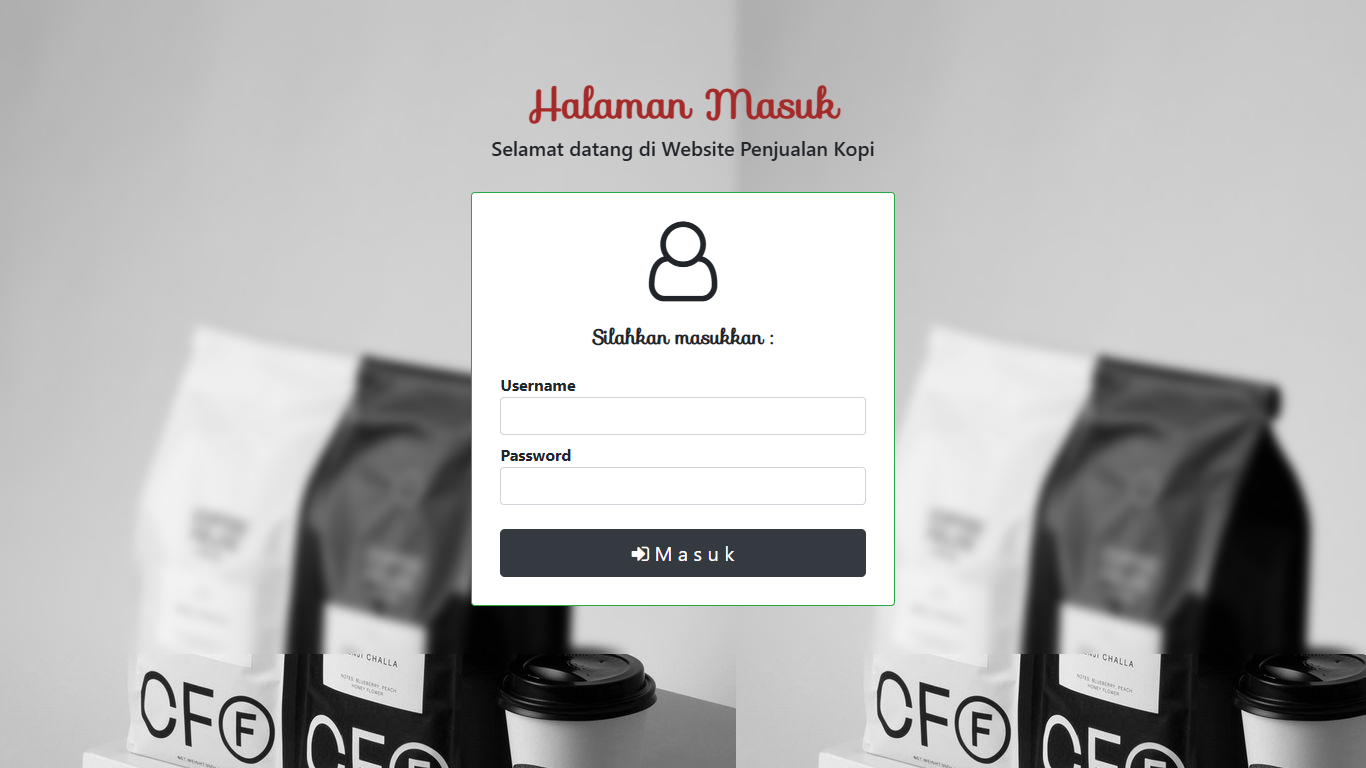 Halaman Masuk
Selamat datang di Website Penjualan Kopi
Silahkan masukkan :
Username
Password
Masuk
CHALLA
NOTES: BLUEBERRY, PEACH
HONEY FLOWER
CHALLA
NOTES: BLUEBERRY, PEACH
HONEY FLOWER
CF F
CF
CF F
CF